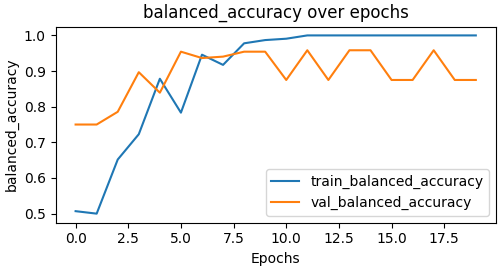 balanced_accuracy over epochs
balanced_accuracy
1.0
0.9
0.8
0.7
0.6
0.5
train_balanced_accuracy
val_balanced_accuracy
0.0 2.5 5.0 7.5 10.0 12.5 15.0 17.5
Epochs